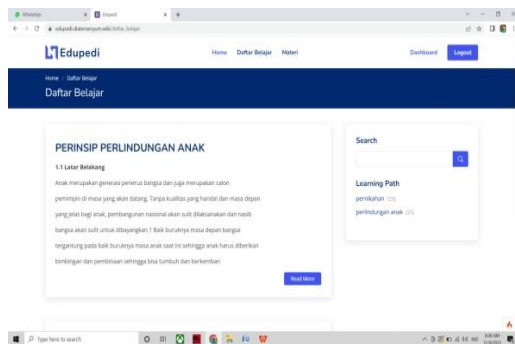 WhatsApp
Edupedi
Edupedi
Home
Daftar Belajar
Materi
Dashboard
Logout
Home / Daftar Belajar
Daftar Belajar
PERINSIP PERLINDUNGAN ANAK
1.1 Latar Belakang
Anak merupakan generasi penerus bangsa dan juga merupakan calon
pemimpin di masa yang akan datang. Tanpa kualitas yang handal dan masa depan
yang jelas bagi anak, pembangunan nasional akan sulit dilaksanakan dan nasib
bangsa akan sulit untuk dibayangkan.1 Baik buruknya masa depan bangsa
tergantung pada baik buruknya masa anak saat ini sehingga anak harus diberikan
bimbingan dan pembinaan sehingga bisa tumbuh dan berkemban
Read More
Search
Learning Path
pernikahan
perlindungan anak
Type here to search